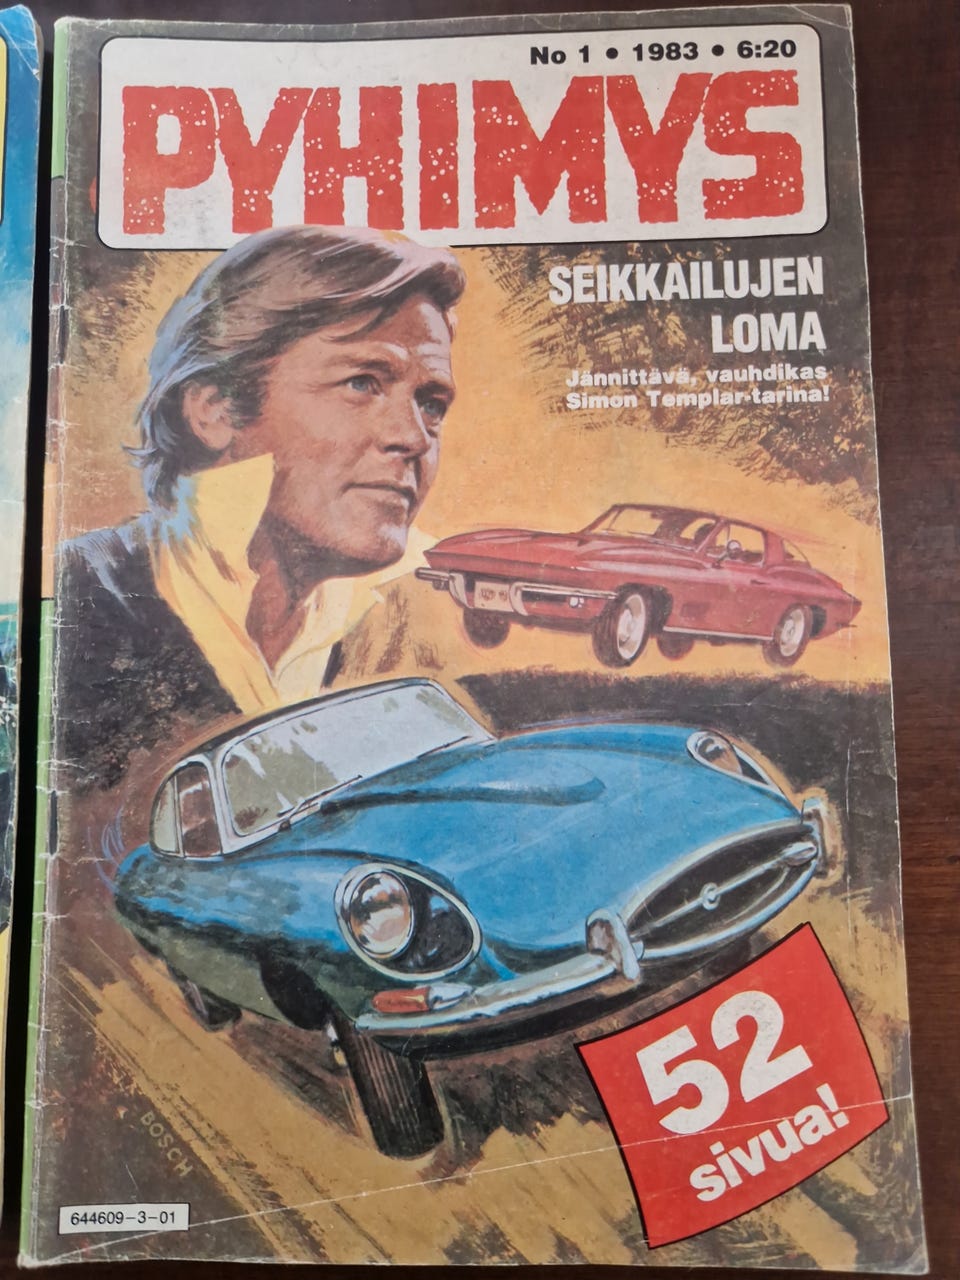 No 1 • 1983 • 6:20
PYHIMYS
SEIKKAILUJEN
LOMA
Jännittävä, vauhdikas
Simon Templar-tarina!
52
sivua!
BOSCH
644609-3-01